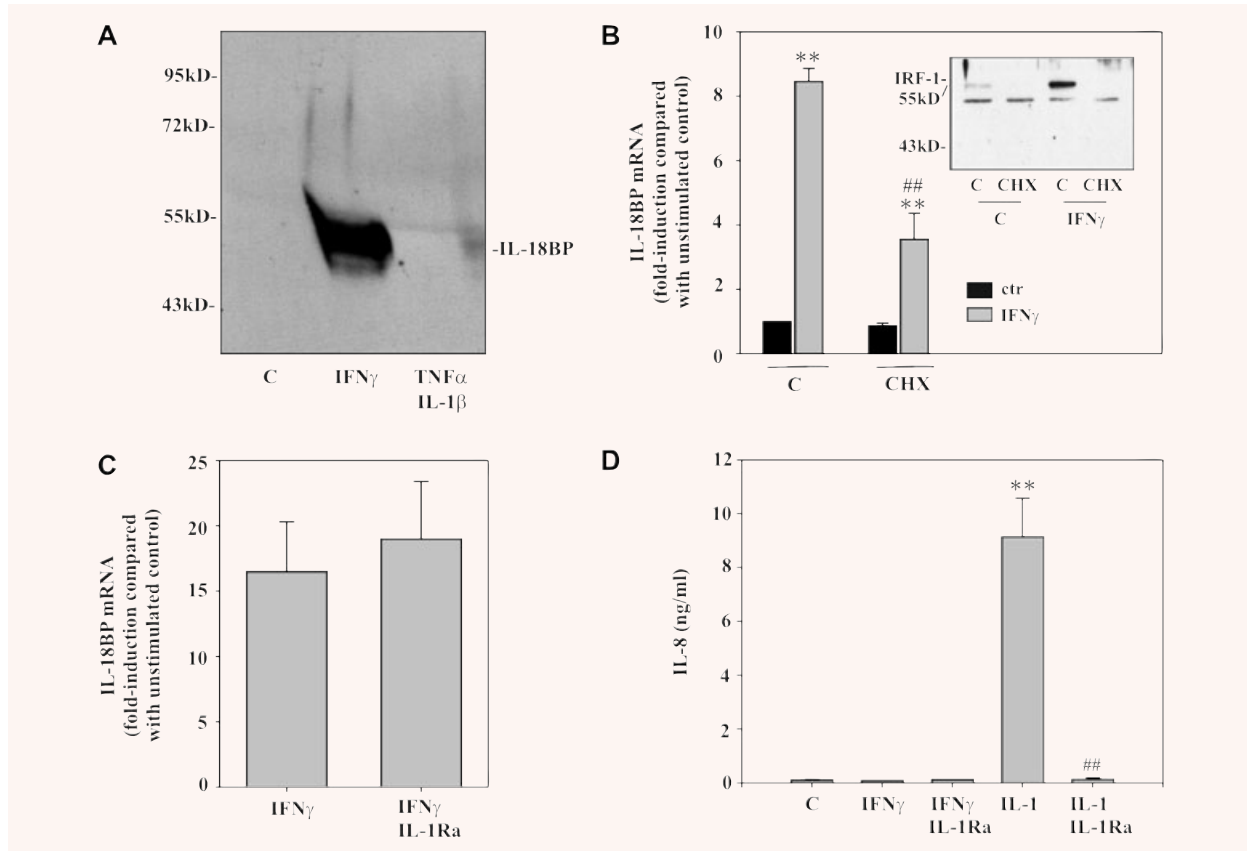 A
95kD-
72kD-
55kD-
-IL-18BP
43kD-
C IFNγ TNFα
IL-1β
B
IL-18BP mRNA
(fold-induction compared
with unstimulated control)
10
8
6
4
2
0
**
##
**
ctr
IFNγ
C CHX
IRF-1-
55kD
43kD-
C CHX C CHX
C IFNγ
C
IL-18BP mRNA
(fold-induction compared
with unstimulated control)
25
20
15
10
5
0
IFNγ IFNγ
IL-1Ra
D
IL-8 (ng/ml)
12
10
8
6
4
2
0
**
##
C IFNγ IFNγ IL-1 IL-1
IL-1Ra IL-1Ra